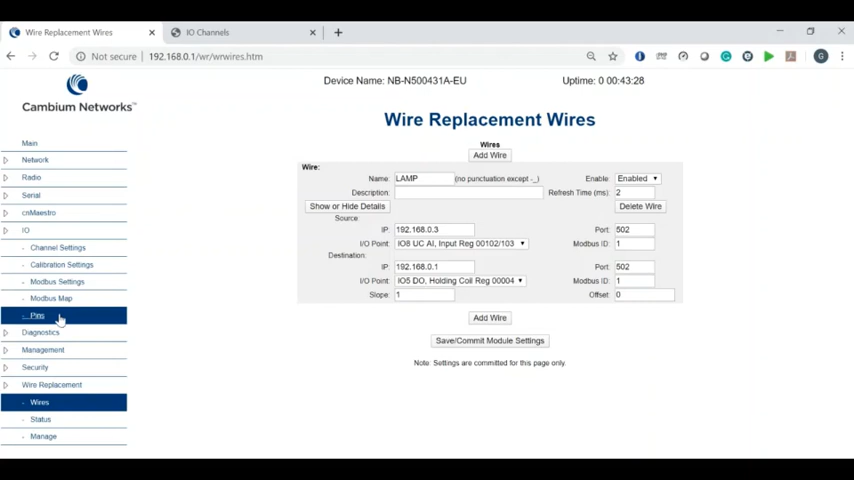 Wire Replacement Wires
IO Channels
Not secure | 192.168.0.1/wr/wrwires.htm
G
Device Name: NB-N500431A-EU
Uptime: 0 00:43:28
Cambium Networks™
Main
Network
Radio
Serial
cnMaestro
IO
- Channel Settings
- Calibration Settings
- Modbus Settings
- Modbus Map
- Pins
Diagnostics
Management
Security
Wire Replacement
- Wires
- Status
- Manage
Wire Replacement Wires
Wires
Add Wire
Wire:
Name: LAMP (no punctuation except -_) Enable: Enabled
Description: Refresh Time (ms): 2
Show or Hide Details Delete Wire
Source
IP: 192.168.0.3 Port: 502
I/O Point: IO8 UC AI, Input Reg 00102/103 Modbus ID: 1
Destination:
IP: 192.168.0.1 Port: 502
I/O Point: IO5 DO, Holding Coil Reg 00004 Modbus ID: 1
Slope: 1 Offset: 0
Add Wire
Save/Commit Module Settings
Note: Settings are committed for this page only.